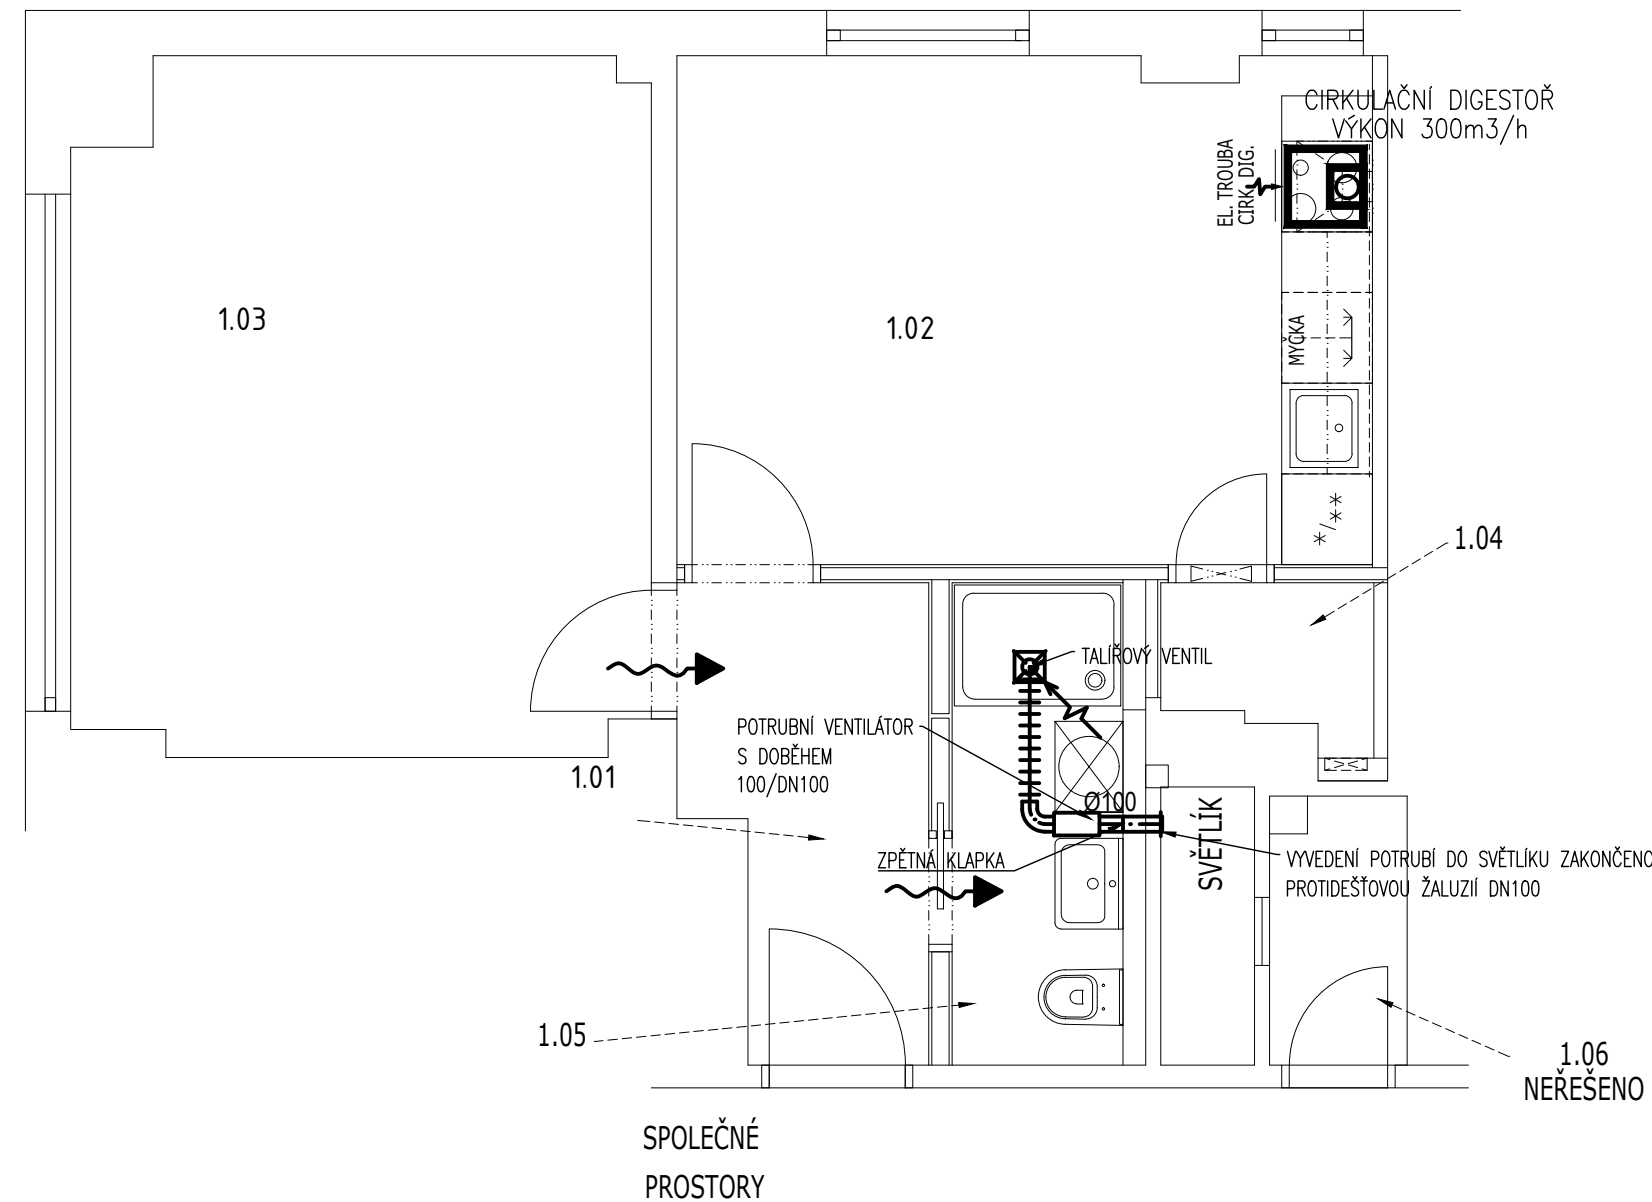 CIRKULAČNÍ DIGESTOŘ
VÝKON 300m3/h
EL. TROUBA
CIRK. DIG.
1.03
1.02
MYČKA
*/**
1.04
TALÍŘOVÝ VENTIL
POTRUBNÍ VENTILÁTOR
S DOBĚHEM
100/DN100
1.01
Ø100
SVĚTLÍK
ZPĚTNÁ KLAPKA
VYVEDENÍ POTRUBÍ DO SVĚTLÍKU ZAKONČENO
PROTIDEŠŤOVOU ŽALUZIÍ DN100
1.05
1.06
NEŘEŠENO
SPOLEČNÉ
PROSTORY